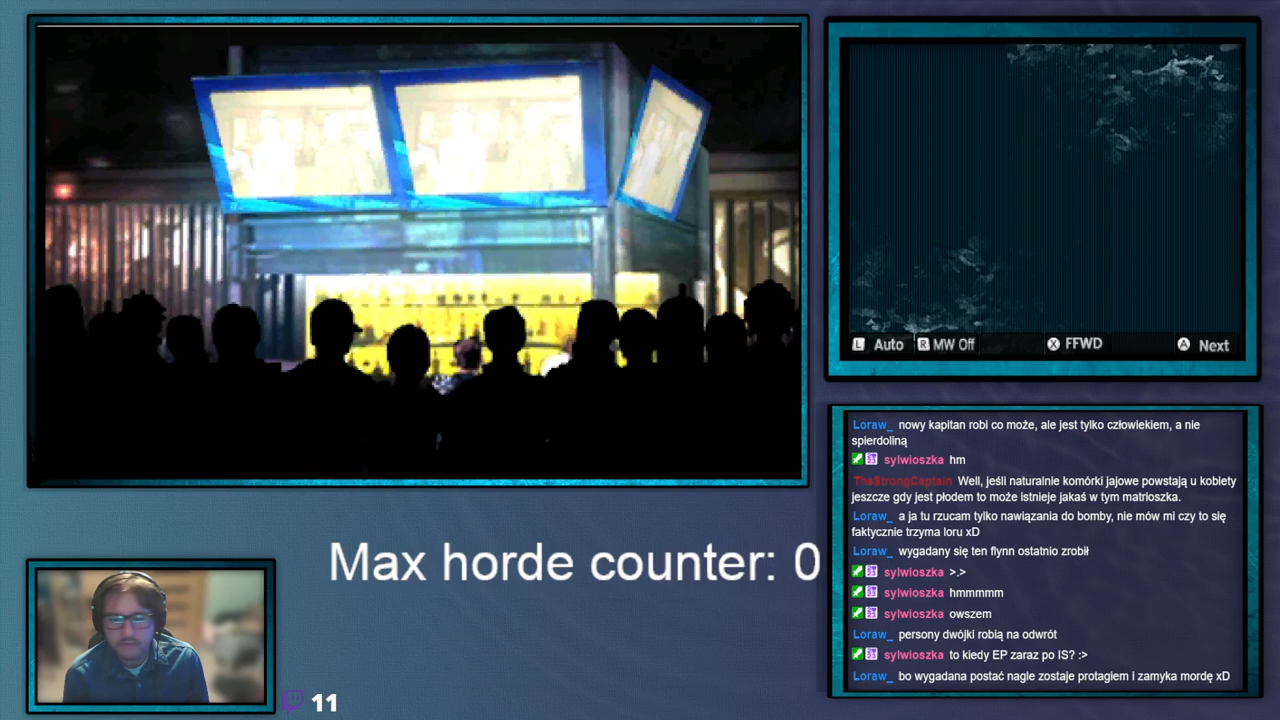 L Auto R MW Off X FFWD A Next
Loraw_ nowy kapitan robi co może, ale jest tylko człowiekiem, a nie
spierdoliną
sylwioszka hm
ThaStrongCaptain Well, jeśli naturalnie komórki jajowe powstają u kobiety
jeszcze gdy jest płodem to może istnieje jakaś w tym matrioszka.
Loraw_ a ja tu rzucam tylko nawiązania do bomby, nie mów mi czy to się
faktycznie trzyma loru xD
Loraw_ wygadany się ten flynn ostatnio zrobił
sylwioszka >.>
sylwioszka hmmmmm
sylwioszka owszem
Loraw_ persony dwójki robią na odwrót
sylwioszka to kiedy EP zaraz po IS? :>
Loraw_ bo wygadana postać nagle zostaje protagiem i zamyka mordę xD
Max horde counter: 0
11